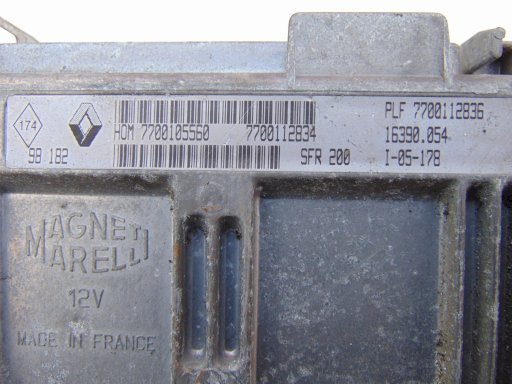 174
98 182
HOM 7700105560 7700112834
SFR 200
PLF 7700112836
16390.054
I-05-178
MAGNETI
MARELLI
12V
MADE IN FRANCE